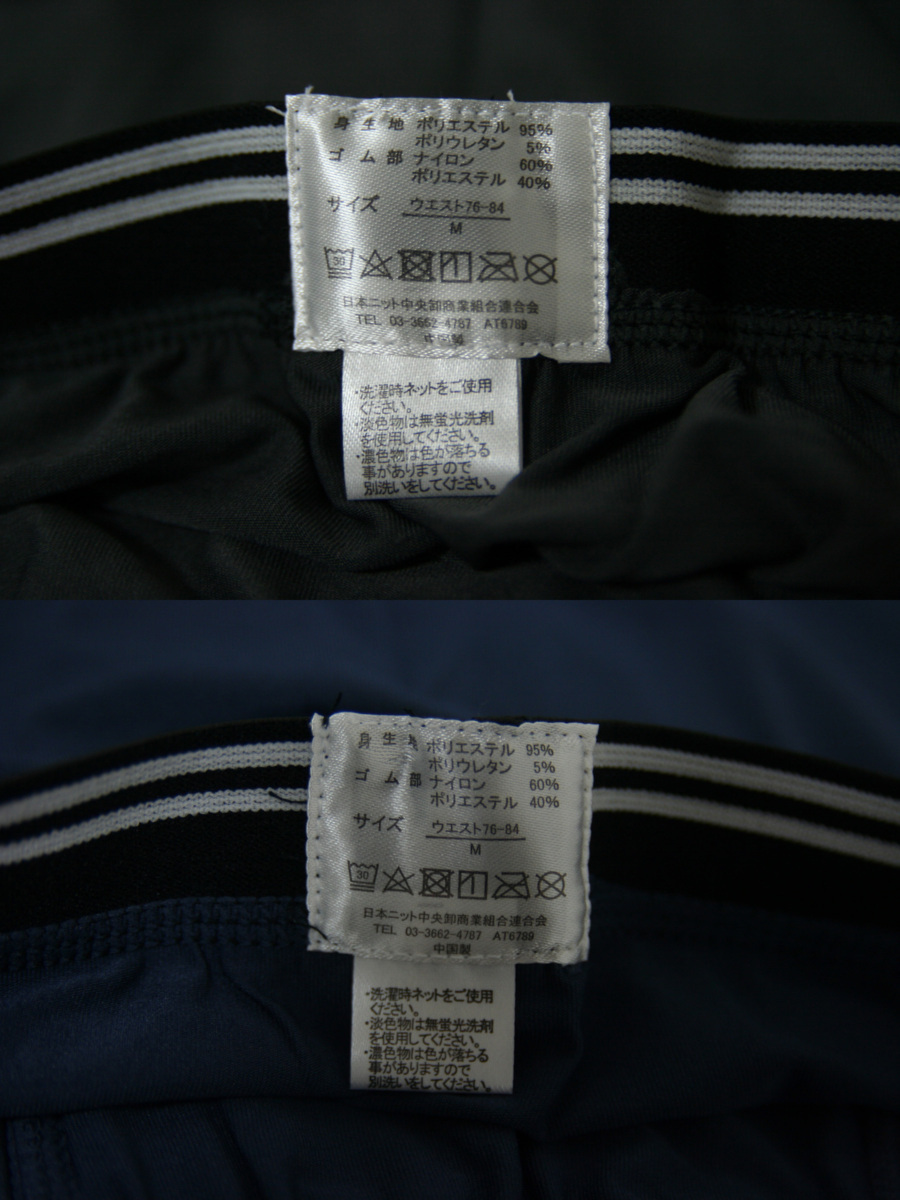 身生地 ポリエステル 95%
ポリウレタン 5%
ゴム部 ナイロン 60%
ポリエステル 40%
サイズ ウエスト76-84
M
30
日本ニット中央卸商業組合連合会
TEL 03-3662-4787 AT6789
中国製
・洗濯時ネットをご使用
ください。
・淡色物は無蛍光洗剤
を使用してください。
・濃色物は色が落ちる
事がありますので
別洗いをしてください。
身生地 ポリエステル 95%
ポリウレタン 5%
ゴム部 ナイロン 60%
ポリエステル 40%
サイズ ウエスト76-84
M
30
日本ニット中央卸商業組合連合会
TEL 03-3662-4787 AT6789
中国製
・洗濯時ネットをご使用
ください。
・淡色物は無蛍光洗剤
を使用してください。
・濃色物は色が落ちる
事がありますので
別洗いをしてください。